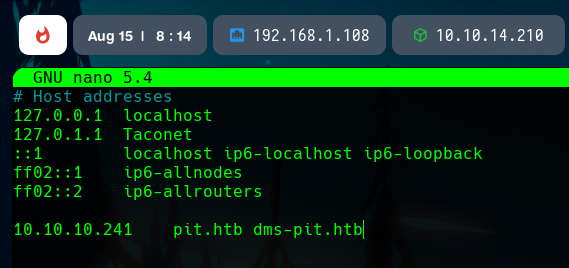 Aug 15 | 8 : 14 192.168.1.108 10.10.14.210
GNU nano 5.4
# Host addresses
127.0.0.1 localhost
127.0.1.1 Taconet
::1 localhost ip6-localhost ip6-loopback
ff02::1 ip6-allnodes
ff02::2 ip6-allrouters
10.10.10.241 pit.htb dms-pit.htb